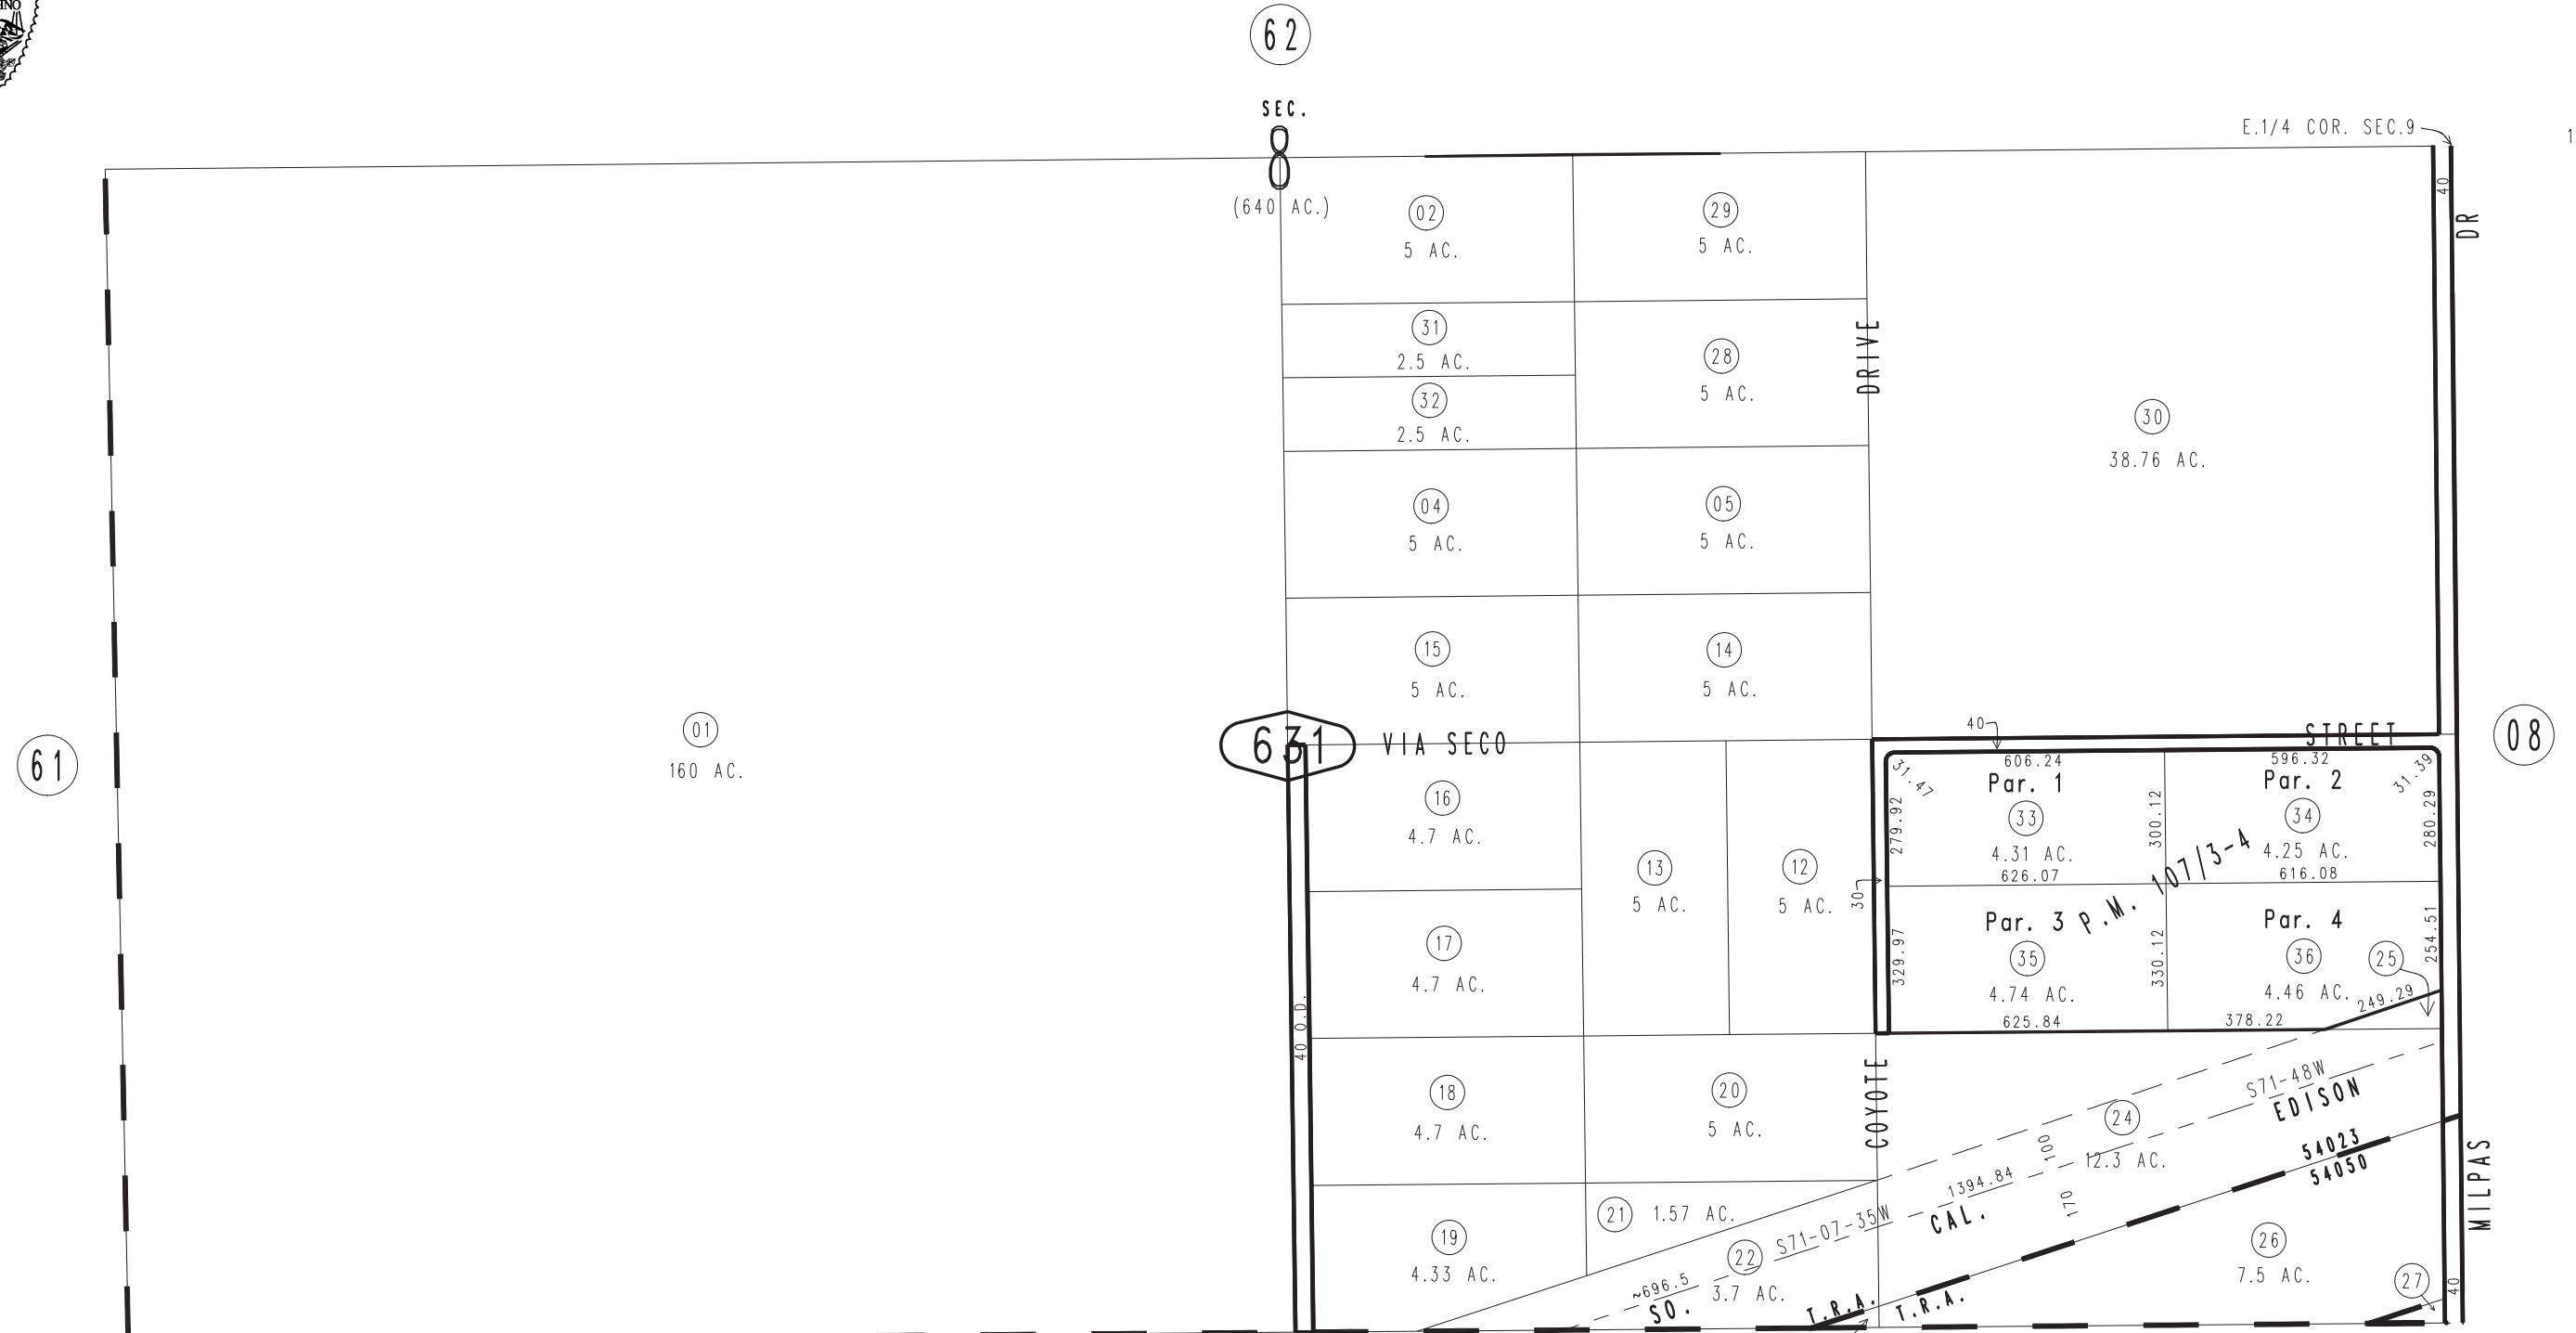 62
SEC.
8
(640 AC.)
E.1/4 COR. SEC.9
1
40
DR
02
5 AC.
29
5 AC.
31
2.5 AC.
28
5 AC.
DRIVE
32
2.5 AC.
30
38.76 AC.
04
5 AC.
05
5 AC.
15
5 AC.
14
5 AC.
61
01
160 AC.
631
VIA SECO
40
STREET
08
606.24
596.32
31.47
Par. 1
Par. 2
31.39
279.92
33
300.12
34
280.29
4.31 AC.
4.25 AC.
626.07
616.08
P.M. 107/3-4
16
4.7 AC.
13
5 AC.
12
5 AC.
30
Par. 3
Par. 4
329.97
35
330.12
36
25
254.51
4.74 AC.
4.46 AC.
249.29
625.84
378.22
17
4.7 AC.
40 O.D.
18
4.7 AC.
20
5 AC.
COYOTE
S71-48W
EDISON
24
12.3 AC.
100
54023
54050
1394.84
170
CAL.
MILPAS
21 1.57 AC.
S71-07-35W
19
4.33 AC.
22
3.7 AC.
~696.5
SO.
T.R.A.
T.R.A.
26
7.5 AC.
27
40